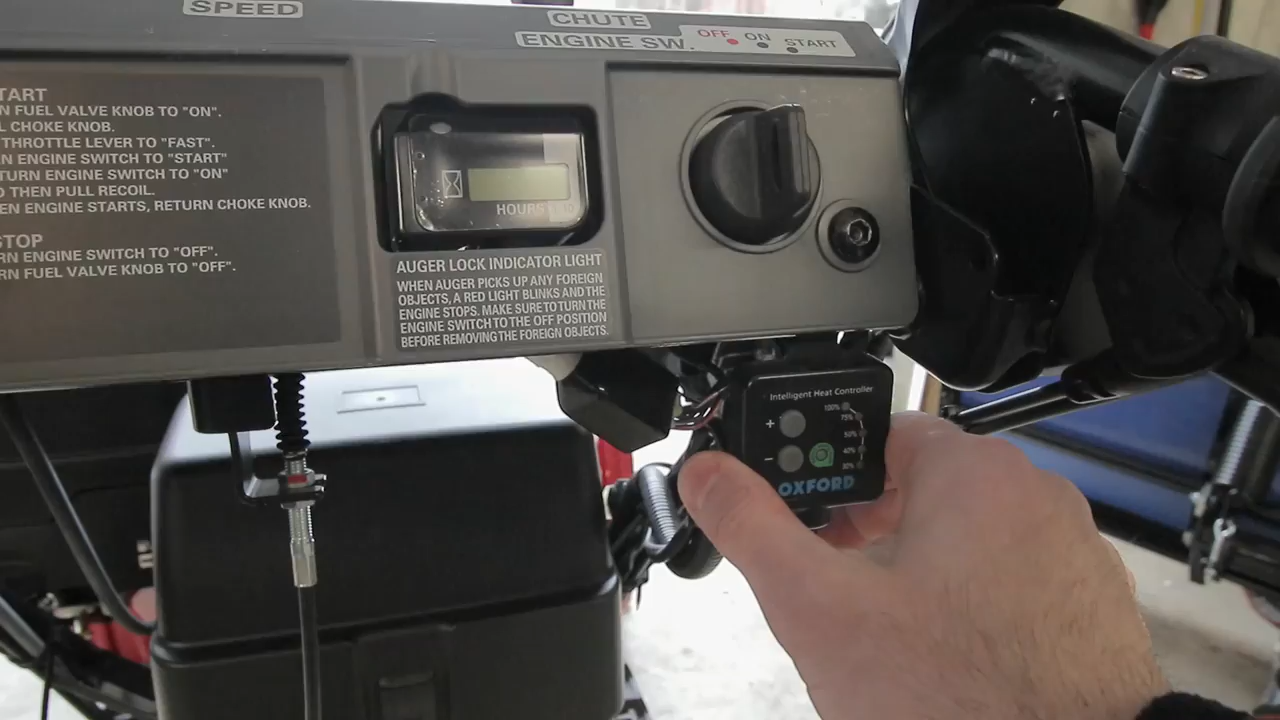 SPEED
CHUTE
ENGINE SW.
OFF ON START
TART
N FUEL VALVE KNOB TO "ON".
L CHOKE KNOB.
THROTTLE LEVER TO "FAST".
EN ENGINE SWITCH TO "START"
TURN ENGINE SWITCH TO "ON"
D THEN PULL RECOIL.
EN ENGINE STARTS, RETURN CHOKE KNOB.
STOP
RN ENGINE SWITCH TO "OFF".
RN FUEL VALVE KNOB TO "OFF".
HOURS
AUGER LOCK INDICATOR LIGHT
WHEN AUGER PICKS UP ANY FOREIGN
OBJECTS, A RED LIGHT BLINKS AND THE
ENGINE STOPS. MAKE SURE TO TURN THE
ENGINE SWITCH TO THE OFF POSITION
BEFORE REMOVING THE FOREIGN OBJECTS.
Intelligent Heat Controller
100%
75%
+
50%
40%
-
30%
OXFORD